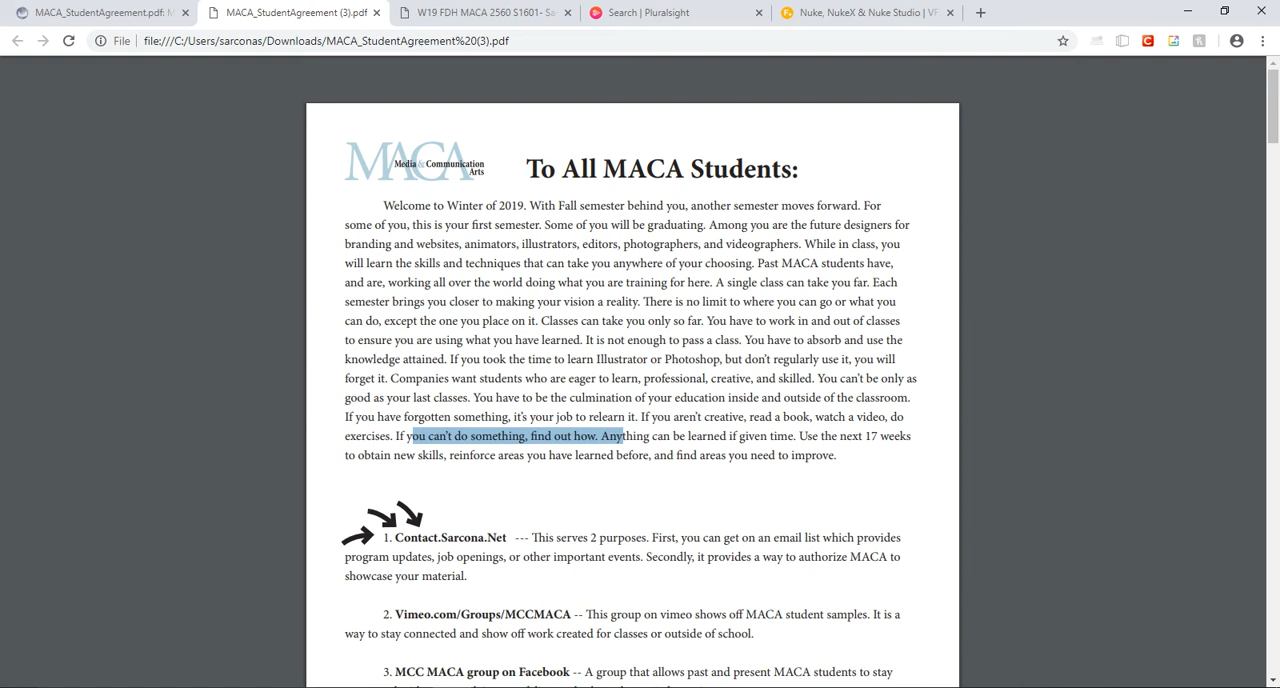 MACA_StudentAgreement.pdf: M
MACA_StudentAgreement (3).pdf
W19 FDH MACA 2560 S1601- Sa
Search | Pluralsight
Nuke, NukeX & Nuke Studio | VF
File
file:///C:/Users/sarconas/Downloads/MACA_StudentAgreement%20(3).pdf
MACA
Media & Communication
Arts
To All MACA Students:
Welcome to Winter of 2019. With Fall semester behind you, another semester moves forward. For
some of you, this is your first semester. Some of you will be graduating. Among you are the future designers for
branding and websites, animators, illustrators, editors, photographers, and videographers. While in class, you
will learn the skills and techniques that can take you anywhere of your choosing. Past MACA students have,
and are, working all over the world doing what you are training for here. A single class can take you far. Each
semester brings you closer to making your vision a reality. There is no limit to where you can go or what you
can do, except the one you place on it. Classes can take you only so far. You have to work in and out of classes
to ensure you are using what you have learned. It is not enough to pass a class. You have to absorb and use the
knowledge attained. If you took the time to learn Illustrator or Photoshop, but don't regularly use it, you will
forget it. Companies want students who are eager to learn, professional, creative, and skilled. You can't be only as
good as your last classes. You have to be the culmination of your education inside and outside of the classroom.
If you have forgotten something, it's your job to relearn it. If you aren't creative, read a book, watch a video, do
exercises. If you can't do something, find out how. Anything can be learned if given time. Use the next 17 weeks
to obtain new skills, reinforce areas you have learned before, and find areas you need to improve.
1. Contact.Sarcona.Net --- This serves 2 purposes. First, you can get on an email list which provides
program updates, job openings, or other important events. Secondly, it provides a way to authorize MACA to
showcase your material.
2. Vimeo.com/Groups/MCCMACA -- This group on vimeo shows off MACA student samples. It is a
way to stay connected and show off work created for classes or outside of school.
3. MCC MACA group on Facebook -- A group that allows past and present MACA students to stay